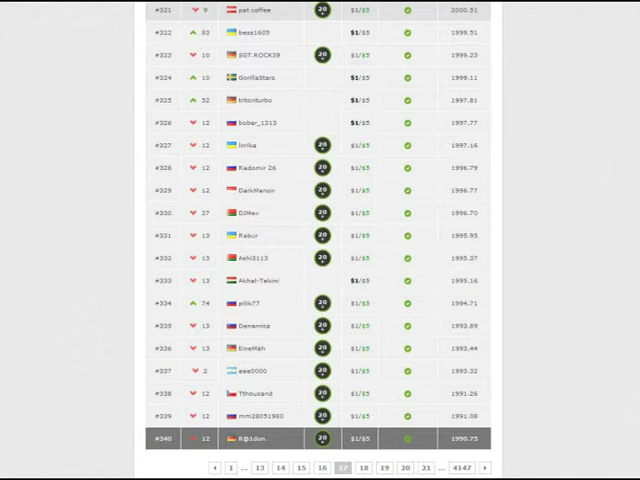 #321 9 pat coffee 20 $1/$5 2000.51
#322 83 bess1605 $1/$5 1999.51
#323 10 SGT.ROCK39 20 $1/$5 1999.23
#324 10 GorillaStars $1/$5 1999.11
#325 52 tritonturbo $1/$5 1997.81
#326 12 bober_1313 $1/$5 1997.77
#327 12 lirrika 20 $1/$5 1997.16
#328 12 Radomir 26 20 $1/$5 1996.79
#329 12 DarkMansir 20 $1/$5 1996.77
#330 27 DJMev 20 $1/$5 1996.70
#331 13 Rabur 20 $1/$5 1995.95
#332 13 Ashi3113 20 $1/$5 1995.37
#333 13 Akhal-Tekini $1/$5 1995.16
#334 74 pilik77 20 $1/$5 1994.71
#335 13 Denarnica 20 $1/$5 1993.89
#336 13 EineMah 20 $1/$5 1993.44
#337 2 eee0000 20 $1/$5 1993.32
#338 12 Tthousand 20 $1/$5 1991.26
#339 12 mm28051980 20 $1/$5 1991.08
#340 12 R@1don 20 $1/$5 1990.75
1 ... 13 14 15 16 17 18 19 20 21 ... 4147